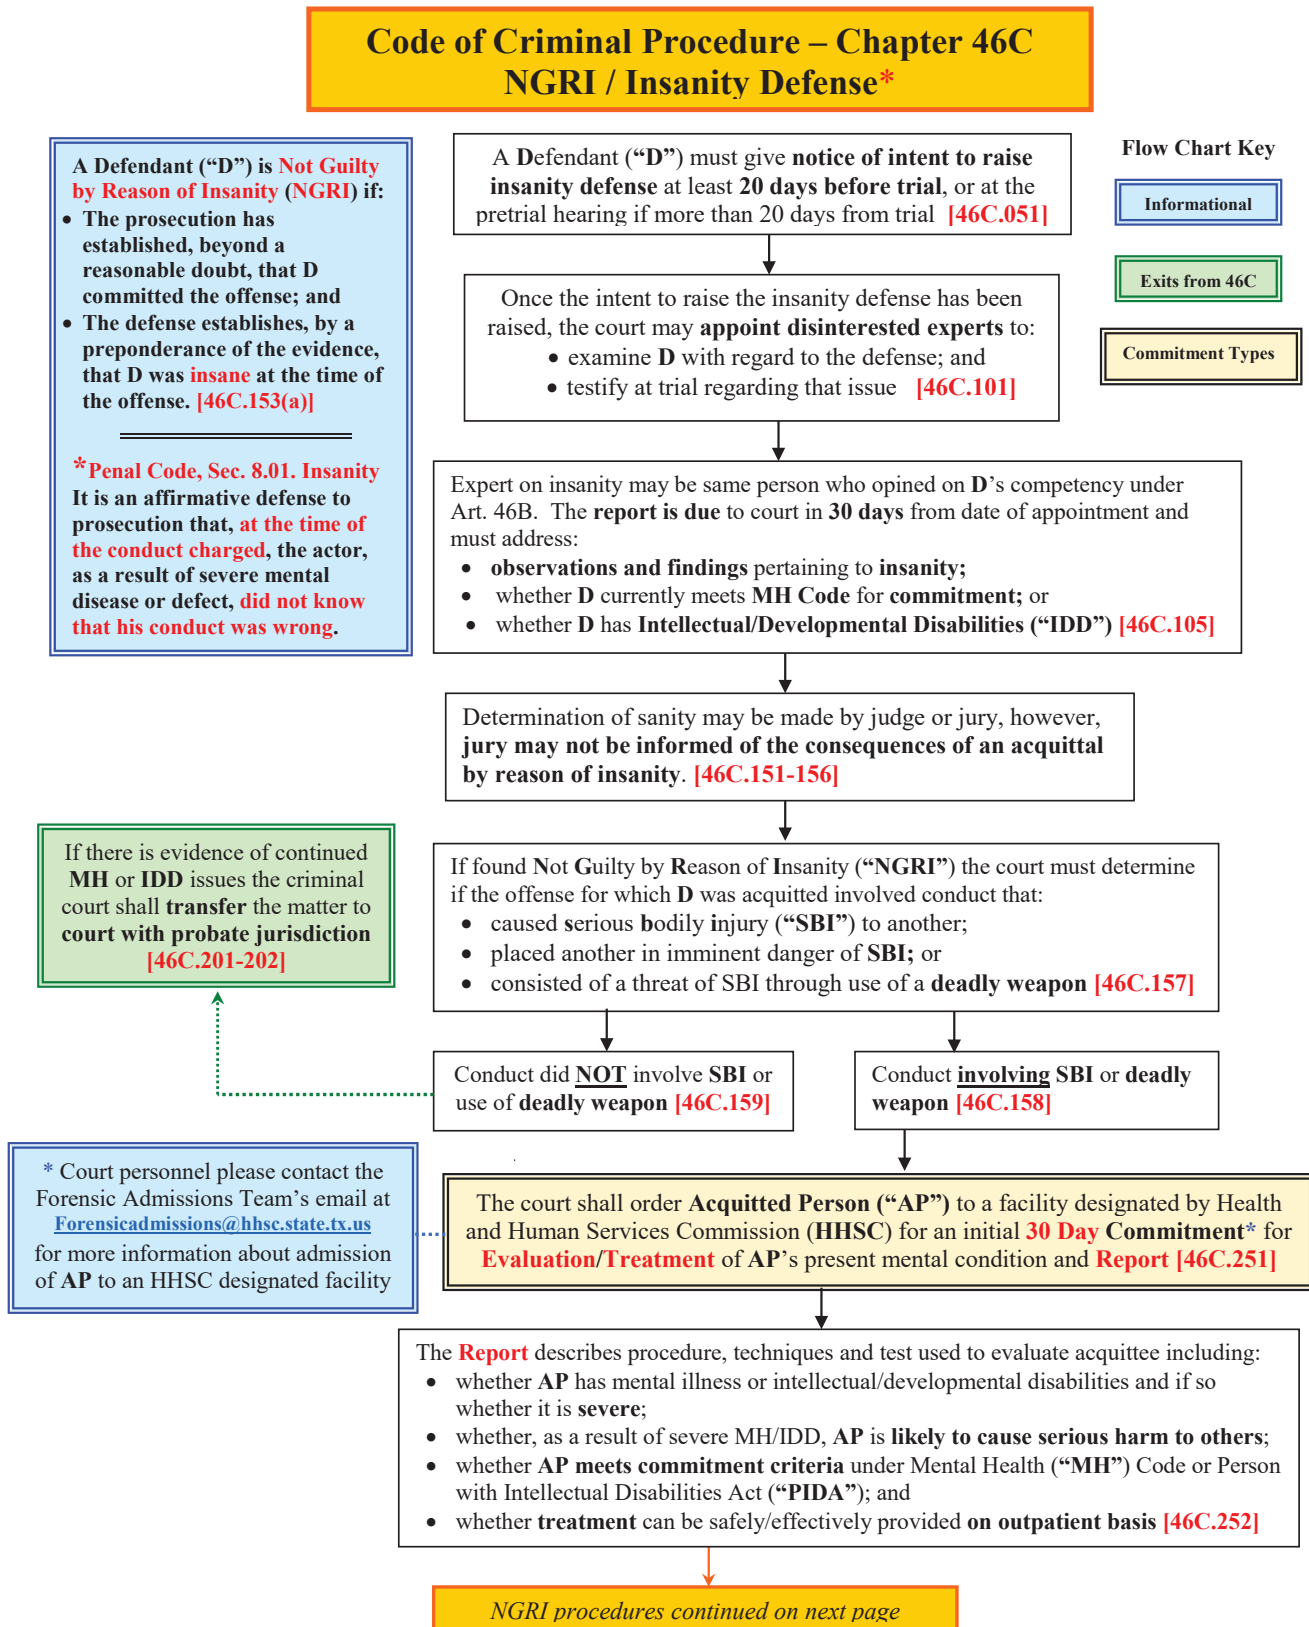 Code of Criminal Procedure – Chapter 46C
NGRI / Insanity Defense*
A Defendant (“D”) is Not Guilty
by Reason of Insanity (NGRI) if:
• The prosecution has
established, beyond a
reasonable doubt, that D
committed the offense; and
• The defense establishes, by a
preponderance of the evidence,
that D was insane at the time of
the offense. [46C.153(a)]
*Penal Code, Sec. 8.01. Insanity
It is an affirmative defense to
prosecution that, at the time of
the conduct charged, the actor,
as a result of severe mental
disease or defect, did not know
that his conduct was wrong.
A Defendant (“D”) must give notice of intent to raise
insanity defense at least 20 days before trial, or at the
pretrial hearing if more than 20 days from trial [46C.051]
Flow Chart Key
Informational
Exits from 46C
Commitment Types
Once the intent to raise the insanity defense has been
raised, the court may appoint disinterested experts to:
• examine D with regard to the defense; and
• testify at trial regarding that issue [46C.101]
Expert on insanity may be same person who opined on D’s competency under
Art. 46B. The report is due to court in 30 days from date of appointment and
must address:
• observations and findings pertaining to insanity;
• whether D currently meets MH Code for commitment; or
• whether D has Intellectual/Developmental Disabilities (“IDD”) [46C.105]
Determination of sanity may be made by judge or jury, however,
jury may not be informed of the consequences of an acquittal
by reason of insanity. [46C.151-156]
If there is evidence of continued
MH or IDD issues the criminal
court shall transfer the matter to
court with probate jurisdiction
[46C.201-202]
If found Not Guilty by Reason of Insanity (“NGRI”) the court must determine
if the offense for which D was acquitted involved conduct that:
• caused serious bodily injury (“SBI”) to another;
• placed another in imminent danger of SBI; or
• consisted of a threat of SBI through use of a deadly weapon [46C.157]
Conduct did NOT involve SBI or
use of deadly weapon [46C.159]
Conduct involving SBI or deadly
weapon [46C.158]
* Court personnel please contact the
Forensic Admissions Team’s email at
Forensicadmissions@hhsc.state.tx.us
for more information about admission
of AP to an HHSC designated facility
The court shall order Acquitted Person (“AP”) to a facility designated by Health
and Human Services Commission (HHSC) for an initial 30 Day Commitment* for
Evaluation/Treatment of AP’s present mental condition and Report [46C.251]
The Report describes procedure, techniques and test used to evaluate acquittee including:
• whether AP has mental illness or intellectual/developmental disabilities and if so
whether it is severe;
• whether, as a result of severe MH/IDD, AP is likely to cause serious harm to others;
• whether AP meets commitment criteria under Mental Health (“MH”) Code or Person
with Intellectual Disabilities Act (“PIDA”); and
• whether treatment can be safely/effectively provided on outpatient basis [46C.252]
NGRI procedures continued on next page